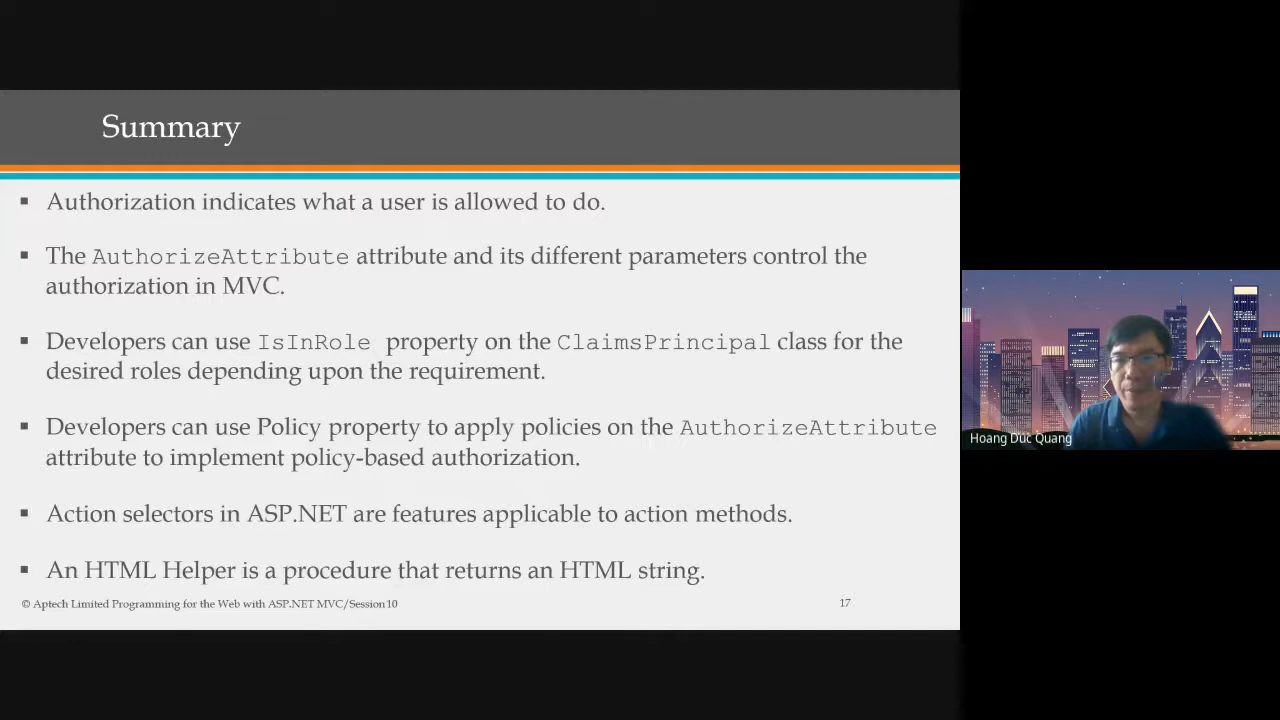 Summary
▪ Authorization indicates what a user is allowed to do.
▪ The AuthorizeAttribute attribute and its different parameters control the
authorization in MVC.
▪ Developers can use IsInRole property on the ClaimsPrincipal class for the
desired roles depending upon the requirement.
▪ Developers can use Policy property to apply policies on the AuthorizeAttribute
attribute to implement policy-based authorization.
▪ Action selectors in ASP.NET are features applicable to action methods.
▪ An HTML Helper is a procedure that returns an HTML string.
© Aptech Limited Programming for the Web with ASP.NET MVC/Session10
17
Hoang Duc Quang